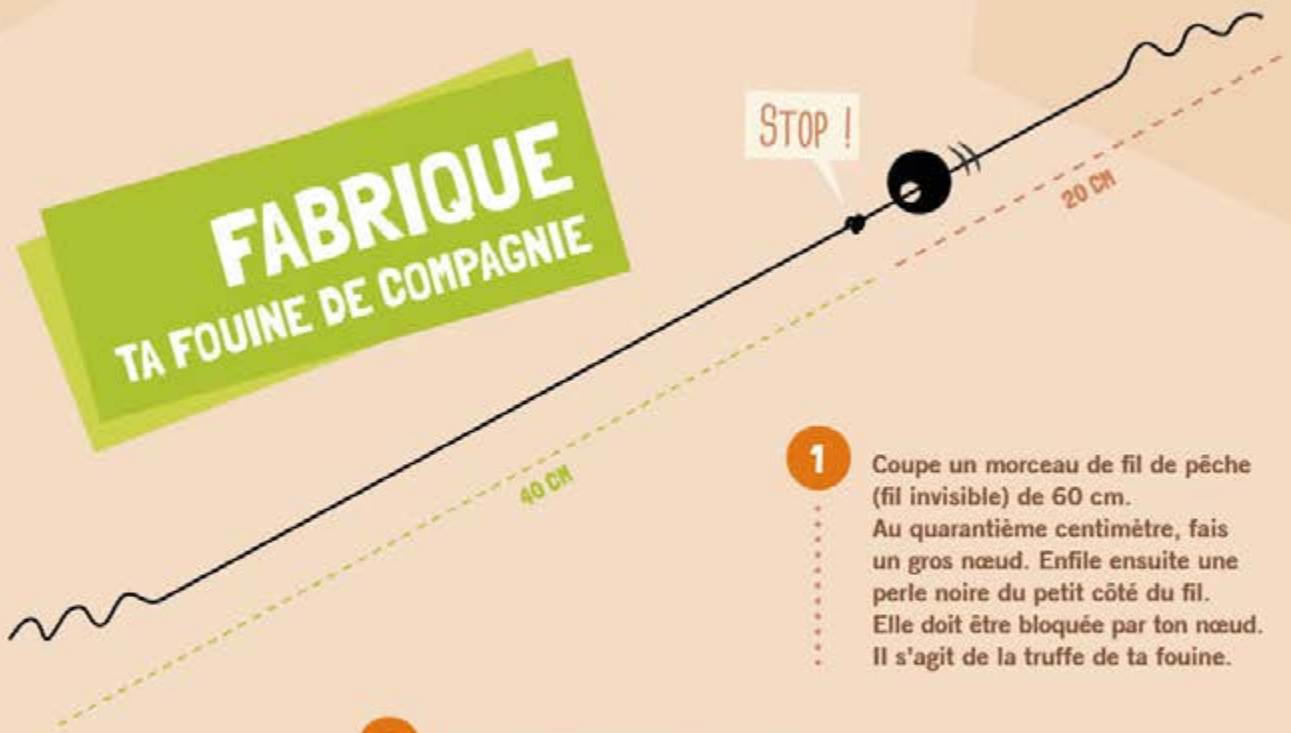 FABRIQUE
TA FOUINE DE COMPAGNIE
STOP !
20 CM
40 CM
1
Coupe un morceau de fil de pêche
(fil invisible) de 60 cm.
Au quarantième centimètre, fais
un gros nœud. Enfile ensuite une
perle noire du petit côté du fil.
Elle doit être bloquée par ton nœud.
Il s'agit de la truffe de ta fouine.